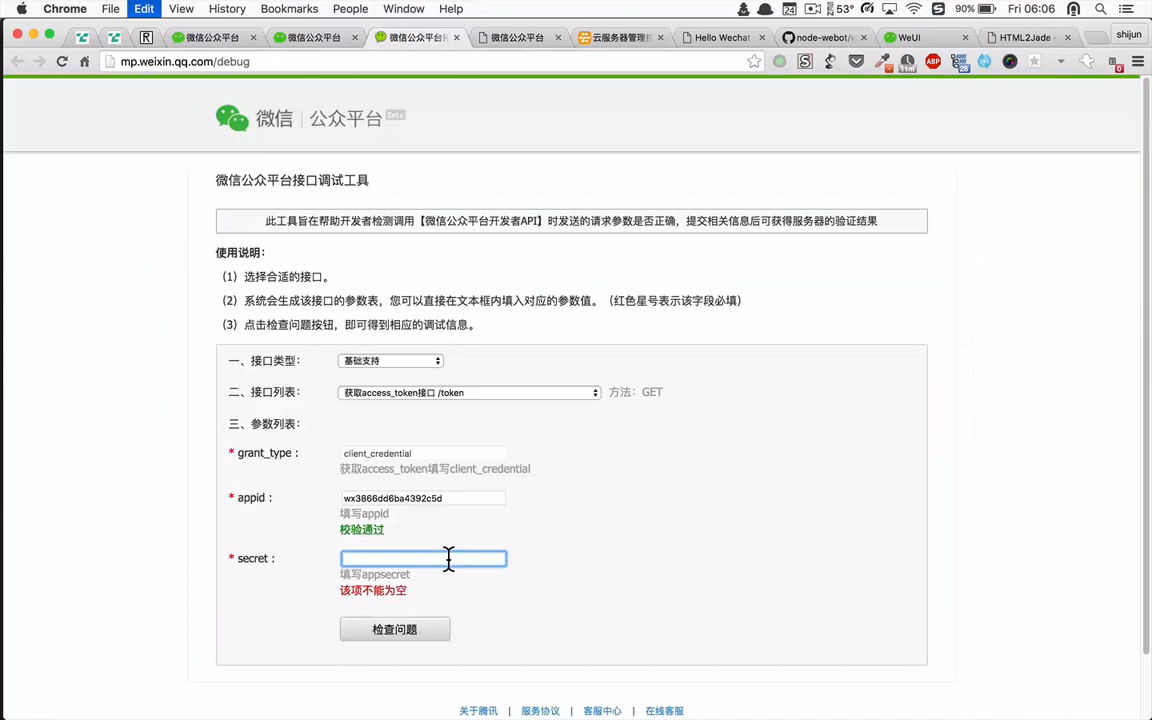 Chrome File Edit View History Bookmarks People Window Help 24 53° 90% Fri 06:06
微信公众平台 微信公众平台 微信公众平台接 微信公众平台 云服务器管理控 Hello Wechat node-webot/w WeUI HTML2Jade - shijun
mp.weixin.qq.com/debug
微信 | 公众平台 Beta
微信公众平台接口调试工具
此工具旨在帮助开发者检测调用【微信公众平台开发者API】时发送的请求参数是否正确，提交相关信息后可获得服务器的验证结果
使用说明：
（1）选择合适的接口。
（2）系统会生成该接口的参数表，您可以直接在文本框内填入对应的参数值。（红色星号表示该字段必填）
（3）点击检查问题按钮，即可得到相应的调试信息。
一、接口类型： 基础支持
二、接口列表： 获取access_token接口 /token 方法：GET
三、参数列表：
* grant_type： client_credential
获取access_token填写client_credential
* appid： wx3866dd6ba4392c5d
填写appid
校验通过
* secret：
填写appsecret
该项不能为空
检查问题
关于腾讯 | 服务协议 | 客服中心 | 在线客服